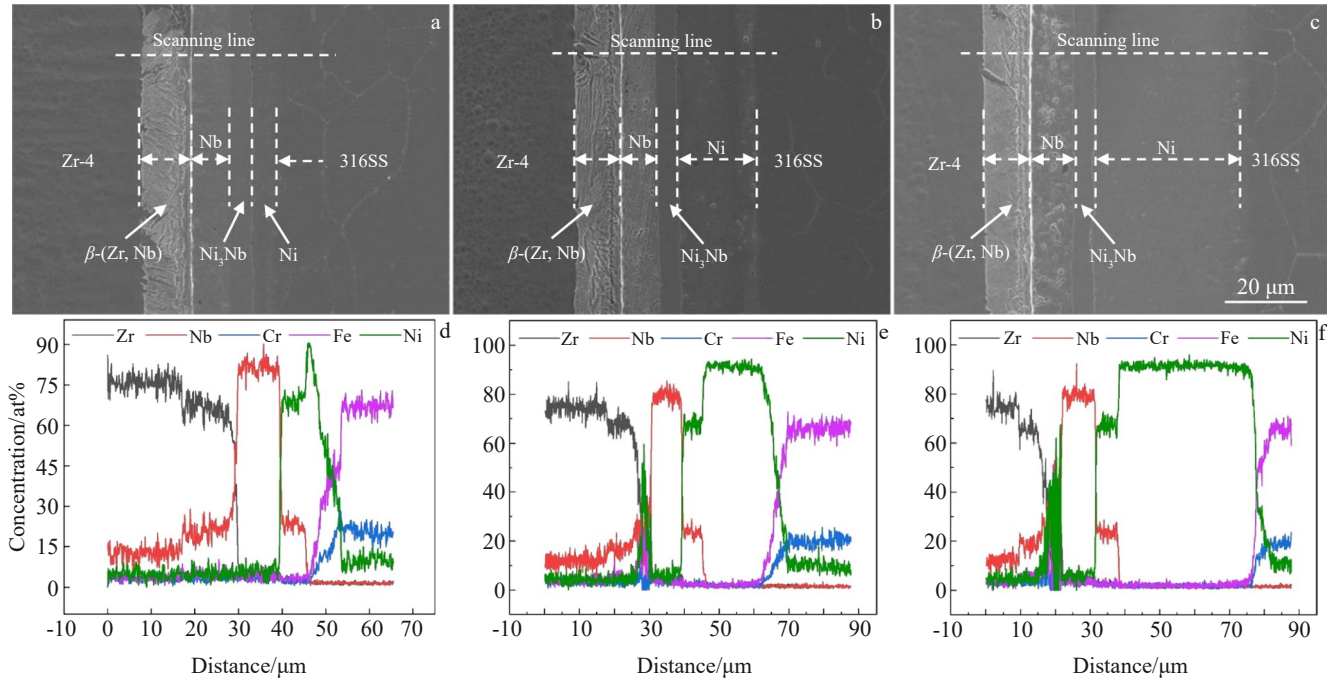 a
Scanning line
Nb
Zr-4
316SS
β-(Zr, Nb)
Ni₃Nb
Ni
b
Scanning line
Nb
Ni
Zr-4
316SS
β-(Zr, Nb)
Ni₃Nb
c
Scanning line
Nb
Ni
Zr-4
316SS
β-(Zr, Nb)
Ni₃Nb
20 μm
d
Zr Nb Cr Fe Ni
90
75
60
45
30
15
0
-10 0 10 20 30 40 50 60 70
Concentration/at%
Distance/μm
e
Zr Nb Cr Fe Ni
100
80
60
40
20
0
-10 10 30 50 70 90
Distance/μm
f
Zr Nb Cr Fe Ni
100
80
60
40
20
0
-10 10 30 50 70 90
Distance/μm